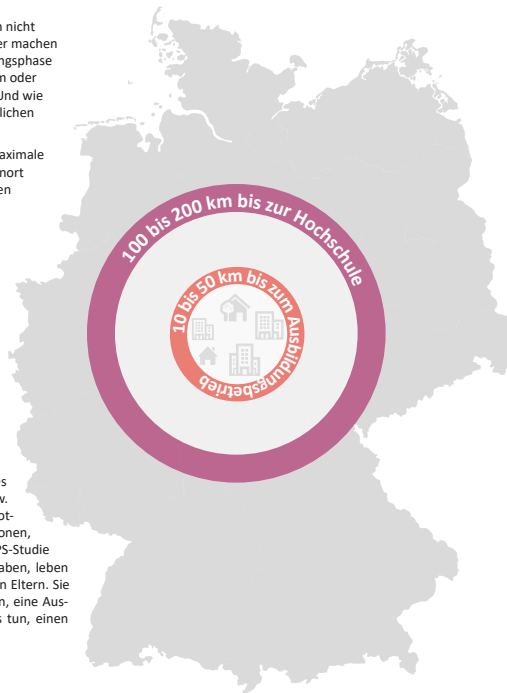 nicht
er machen
ngsphase
m oder
Und wie
lichen
aximale
nort
en
100 bis 200 km bis zur Hochschule
10 bis 50 km bis zum Ausbildungsbetrieb
es
w.
ot-
onen,
PS-Studie
aben, leben
n Eltern. Sie
n, eine Aus-
s tun, einen